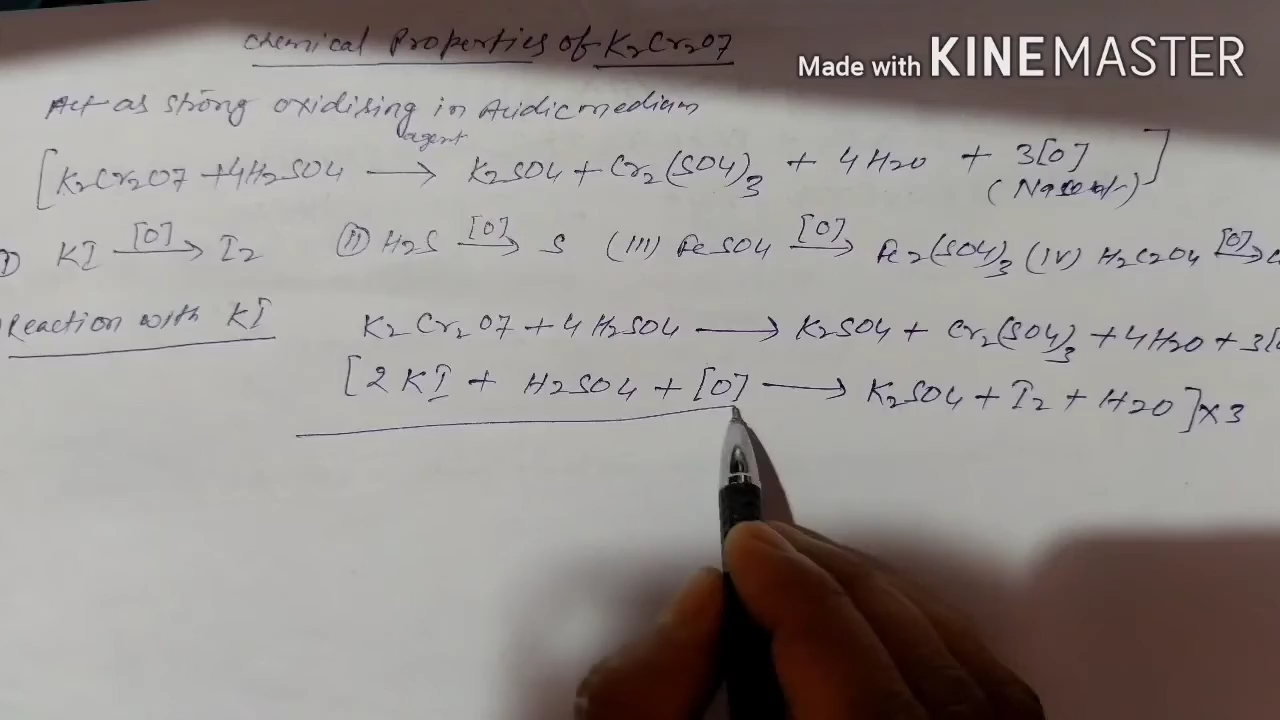 chemical Properties of K2Cr2O7
Made with KINEMASTER
Act as strong oxidising agent in Acidic medium
[K2Cr2O7 + 4H2SO4 → K2SO4 + Cr2(SO4)3 + 4H2O + 3[O]
KI [O]→ I2 (II) H2S [O]→ S (III) FeSO4 [O]→ Fe2(SO4)3 (IV) H2C2O4 [O]→
Reaction with KI
K2Cr2O7 + 4H2SO4 → K2SO4 + Cr2(SO4)3 + 4H2O + 3[
[2KI + H2SO4 + [O] → K2SO4 + I2 + H2O] × 3